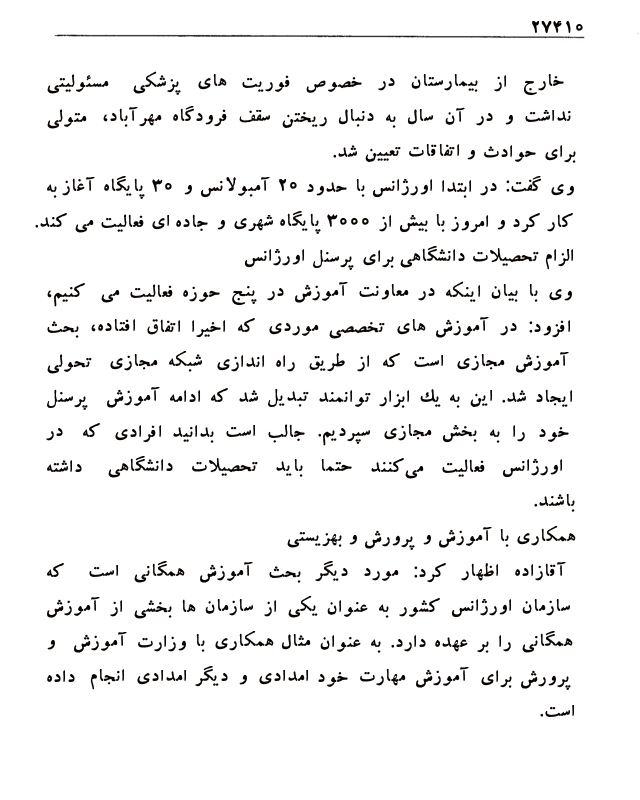 ۲۷۴۱۰
خارج از بیمارستان در خصوص فوریت های پزشکی مسئولیتی
نداشت و در آن سال به دنبال ریختن سقف فرودگاه مهرآباد، متولی
برای حوادث و اتفاقات تعیین شد.
وی گفت: در ابتدا اورژانس با حدود ۲۰ آمبولانس و ۳۰ پایگاه آغاز به
کار کرد و امروز با بیش از ۳۰۰۰ پایگاه شهری و جاده ای فعالیت می کند.
الزام تحصیلات دانشگاهی برای پرسنل اورژانس
وی با بیان اینکه در معاونت آموزش در پنج حوزه فعالیت می کنیم،
افزود: در آموزش های تخصصی موردی که اخیرا اتفاق افتاده، بحث
آموزش مجازی است که از طریق راه اندازی شبکه مجازی تحولی
ایجاد شد. این به یك ابزار توانمند تبدیل شد که ادامه آموزش پرسنل
خود را به بخش مجازی سپردیم. جالب است بدانید افرادی که در
اورژانس فعالیت می‌کنند حتما باید تحصیلات دانشگاهی داشته
باشند.
همکاری با آموزش و پرورش و بهزیستی
آقازاده اظهار کرد: مورد دیگر بحث آموزش همگانی است که
سازمان اورژانس کشور به عنوان یکی از سازمان ها بخشی از آموزش
همگانی را بر عهده دارد. به عنوان مثال همکاری با وزارت آموزش و
پرورش برای آموزش مهارت خود امدادی و دیگر امدادی انجام داده
است.